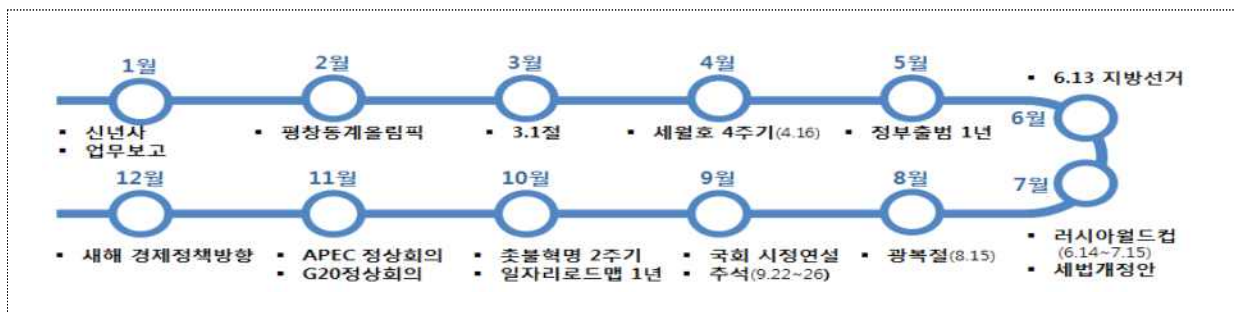 1월
2월
3월
4월
5월
▪ 6.13 지방선거
6월
▪ 신년사
▪ 업무보고
▪ 평창동계올림픽
▪ 3.1절
▪ 세월호 4주기(4.16)
▪ 정부출범 1년
12월
11월
10월
9월
8월
7월
▪ 새해 경제정책방향
▪ APEC 정상회의
▪ G20정상회의
▪ 촛불혁명 2주기
▪ 일자리로드맵 1년
▪ 국회 시정연설
▪ 추석(9.22~26)
▪ 광복절(8.15)
▪ 러시아월드컵
(6.14~7.15)
▪ 세법개정안